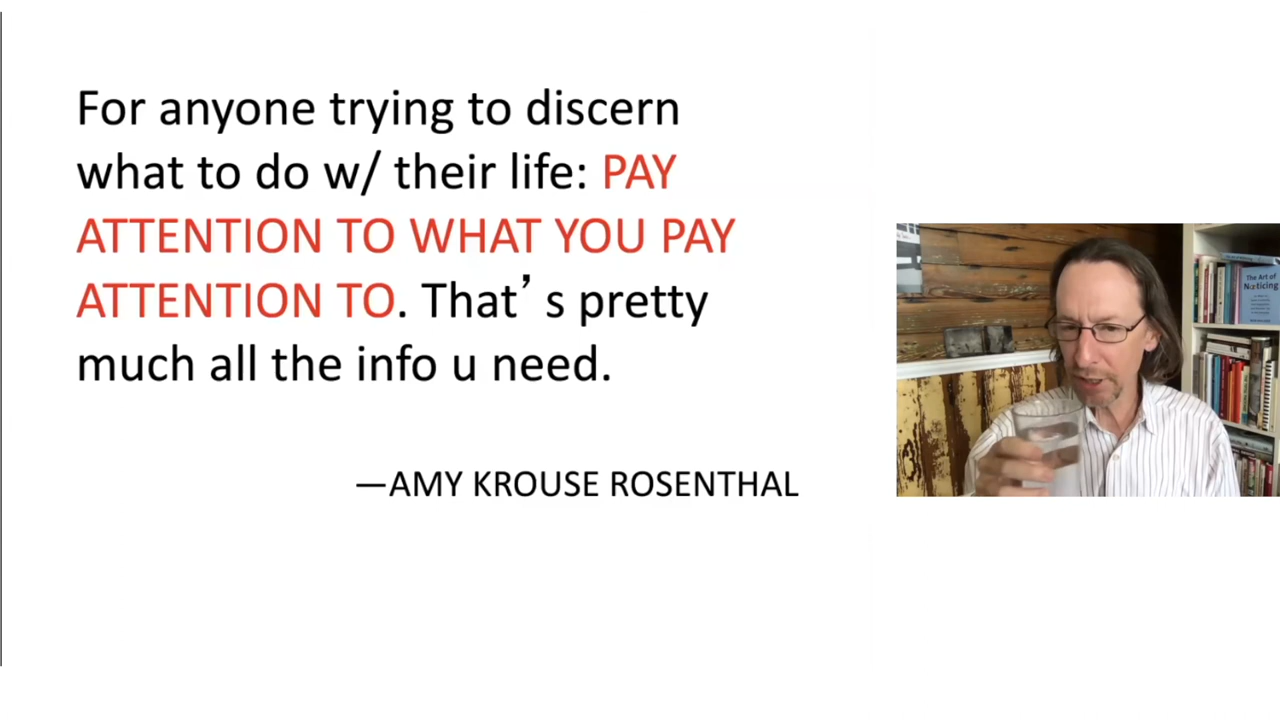 For anyone trying to discern
what to do w/ their life: PAY
ATTENTION TO WHAT YOU PAY
ATTENTION TO. That’s pretty
much all the info u need.
—AMY KROUSE ROSENTHAL
The Art of
Noticing